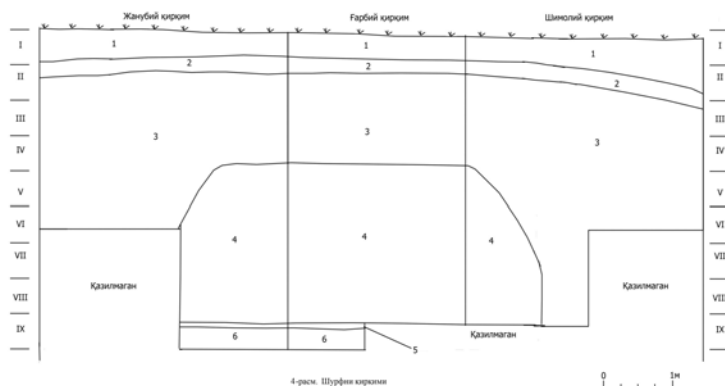 Жанубий қирқим Ғарбий қирқим Шимолий қирқим
I 1 1 1 I
II 2 2 2 II
III 3 3 3 III
IV IV
V V
VI 4 4 4 VI
VII VII
Қазилмаган Қазилмаган
VIII VIII
IX 6 6 5 Қазилмаган IX
4-расм. Шурфни қирқими
0 1м